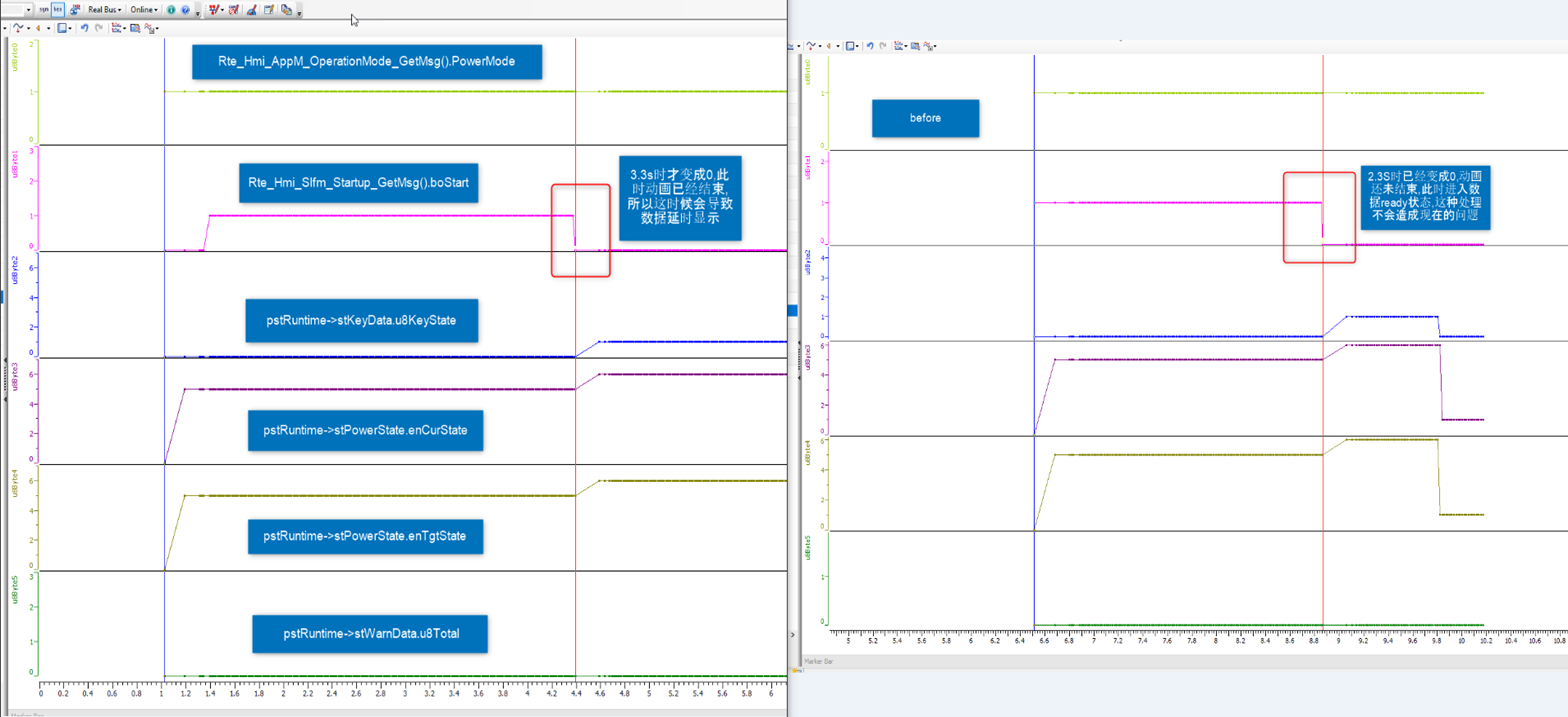 sym hex Real Bus Online
Rte_Hmi_AppM_OperationMode_GetMsg().PowerMode
u8Byte0
2
1
0
Rte_Hmi_Slfm_Startup_GetMsg().boStart
3.3s时才变成0,此
时动画已经结束,
所以这时候会导致
数据延时显示
u8Byte1
3
2
1
0
pstRuntime->stKeyData.u8KeyState
u8Byte2
6
4
2
0
pstRuntime->stPowerState.enCurState
u8Byte3
6
4
2
0
pstRuntime->stPowerState.enTgtState
u8Byte4
6
4
2
0
pstRuntime->stWarnData.u8Total
u8Byte5
3
2
1
0
0 0.2 0.4 0.6 0.8 1 1.2 1.4 1.6 1.8 2 2.2 2.4 2.6 2.8 3 3.2 3.4 3.6 3.8 4 4.2 4.4 4.6 4.8 5 5.2 5.4 5.6 5.8 6
Marker Bar
before
u8Byte0
1
0
2.3S时已经变成0,动画
还未结束,此时进入数
据ready状态,这种处理
不会造成现在的问题
u8Byte1
2
1
0
u8Byte2
4
3
2
1
0
u8Byte3
6
4
2
0
u8Byte4
6
4
2
0
u8Byte5
1
0
5 5.2 5.4 5.6 5.8 6 6.2 6.4 6.6 6.8 7 7.2 7.4 7.6 7.8 8 8.2 8.4 8.6 8.8 9 9.2 9.4 9.6 9.8 10 10.2 10.4 10.6 10.8
Marker Bar